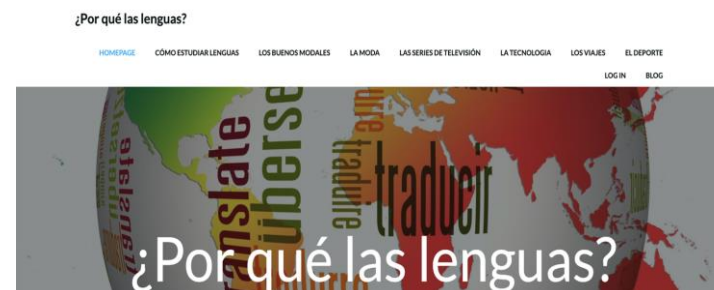 ¿Por qué las lenguas?
HOMEPAGE CÓMO ESTUDIAR LENGUAS LOS BUENOS MODALES LA MODA LAS SERIES DE TELEVISIÓN LA TECNOLOGIA LOS VIAJES EL DEPORTE
LOG IN BLOG
translate
traducir
¿Por qué las lenguas?